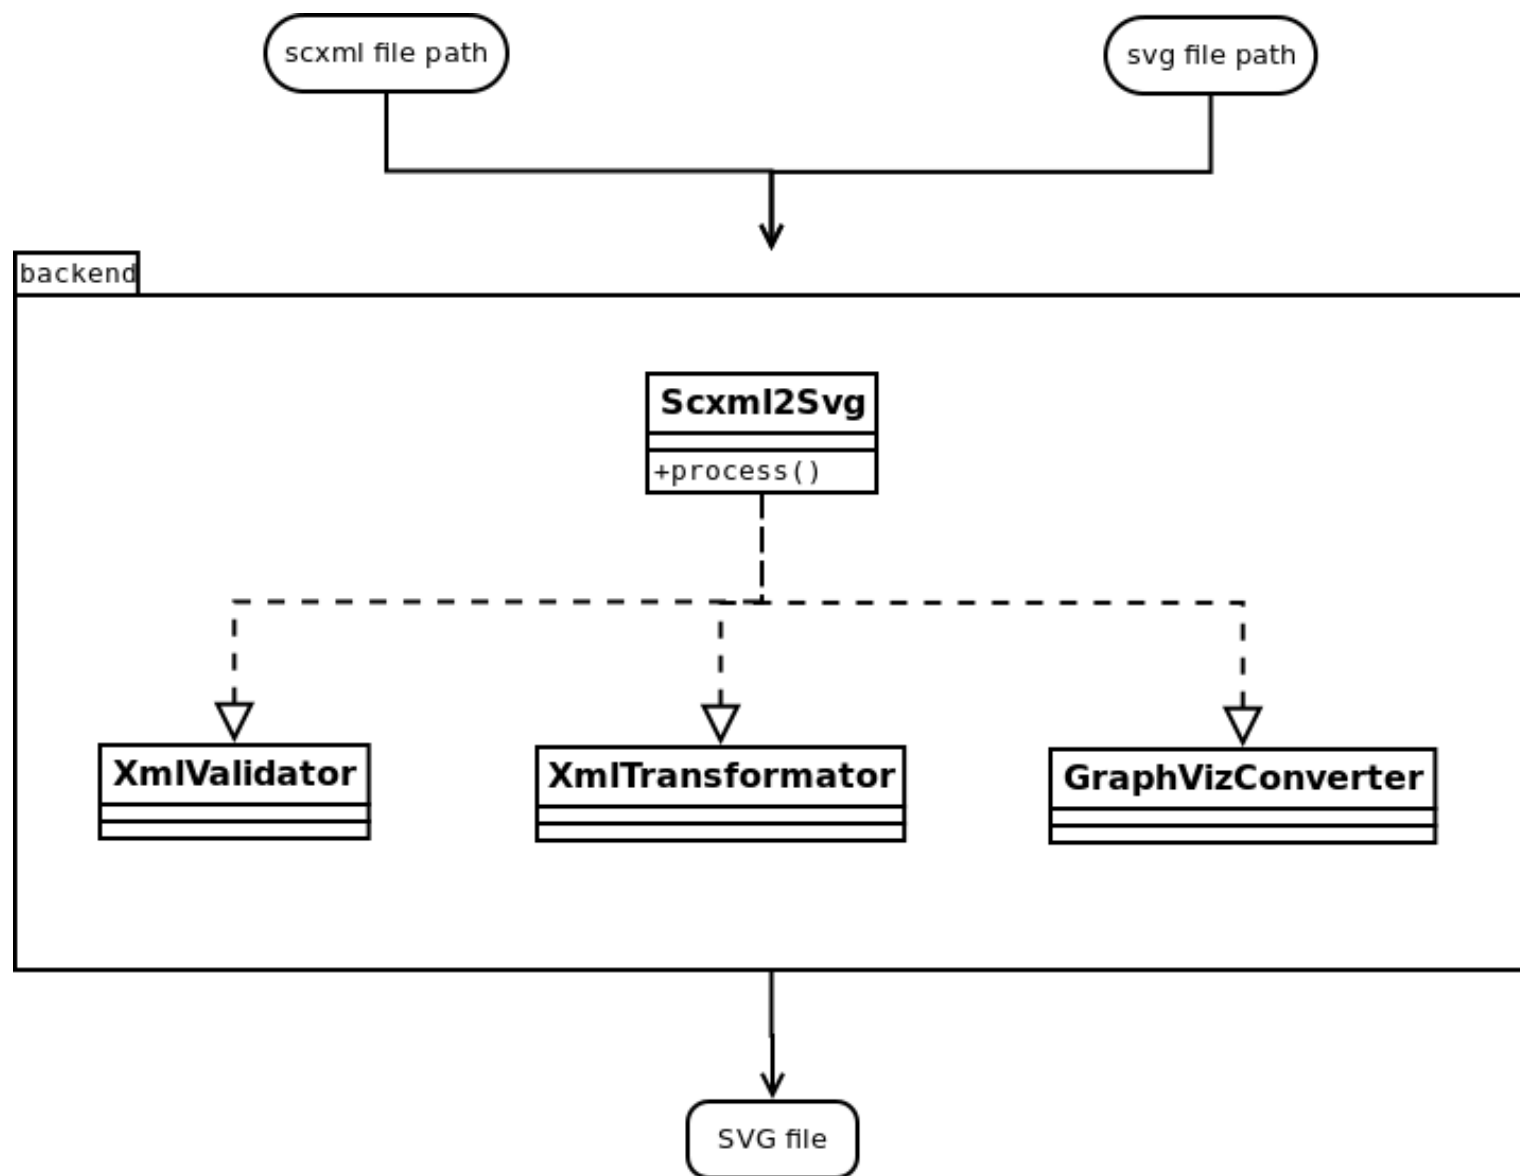 scxml file path
svg file path
backend
Scxml2Svg
+process()
XmlValidator
XmlTransformator
GraphVizConverter
SVG file